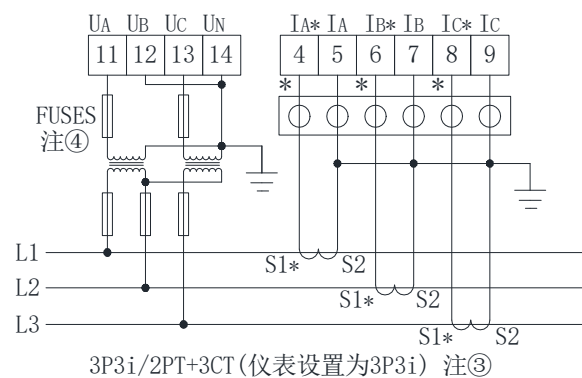 UA UB UC UN IA* IA IB* IB IC* IC
11 12 13 14 4 5 6 7 8 9
* * *
FUSES
注④
L1
S1* S2
L2
S1* S2
L3
S1* S2
3P3i/2PT+3CT(仪表设置为3P3i) 注③